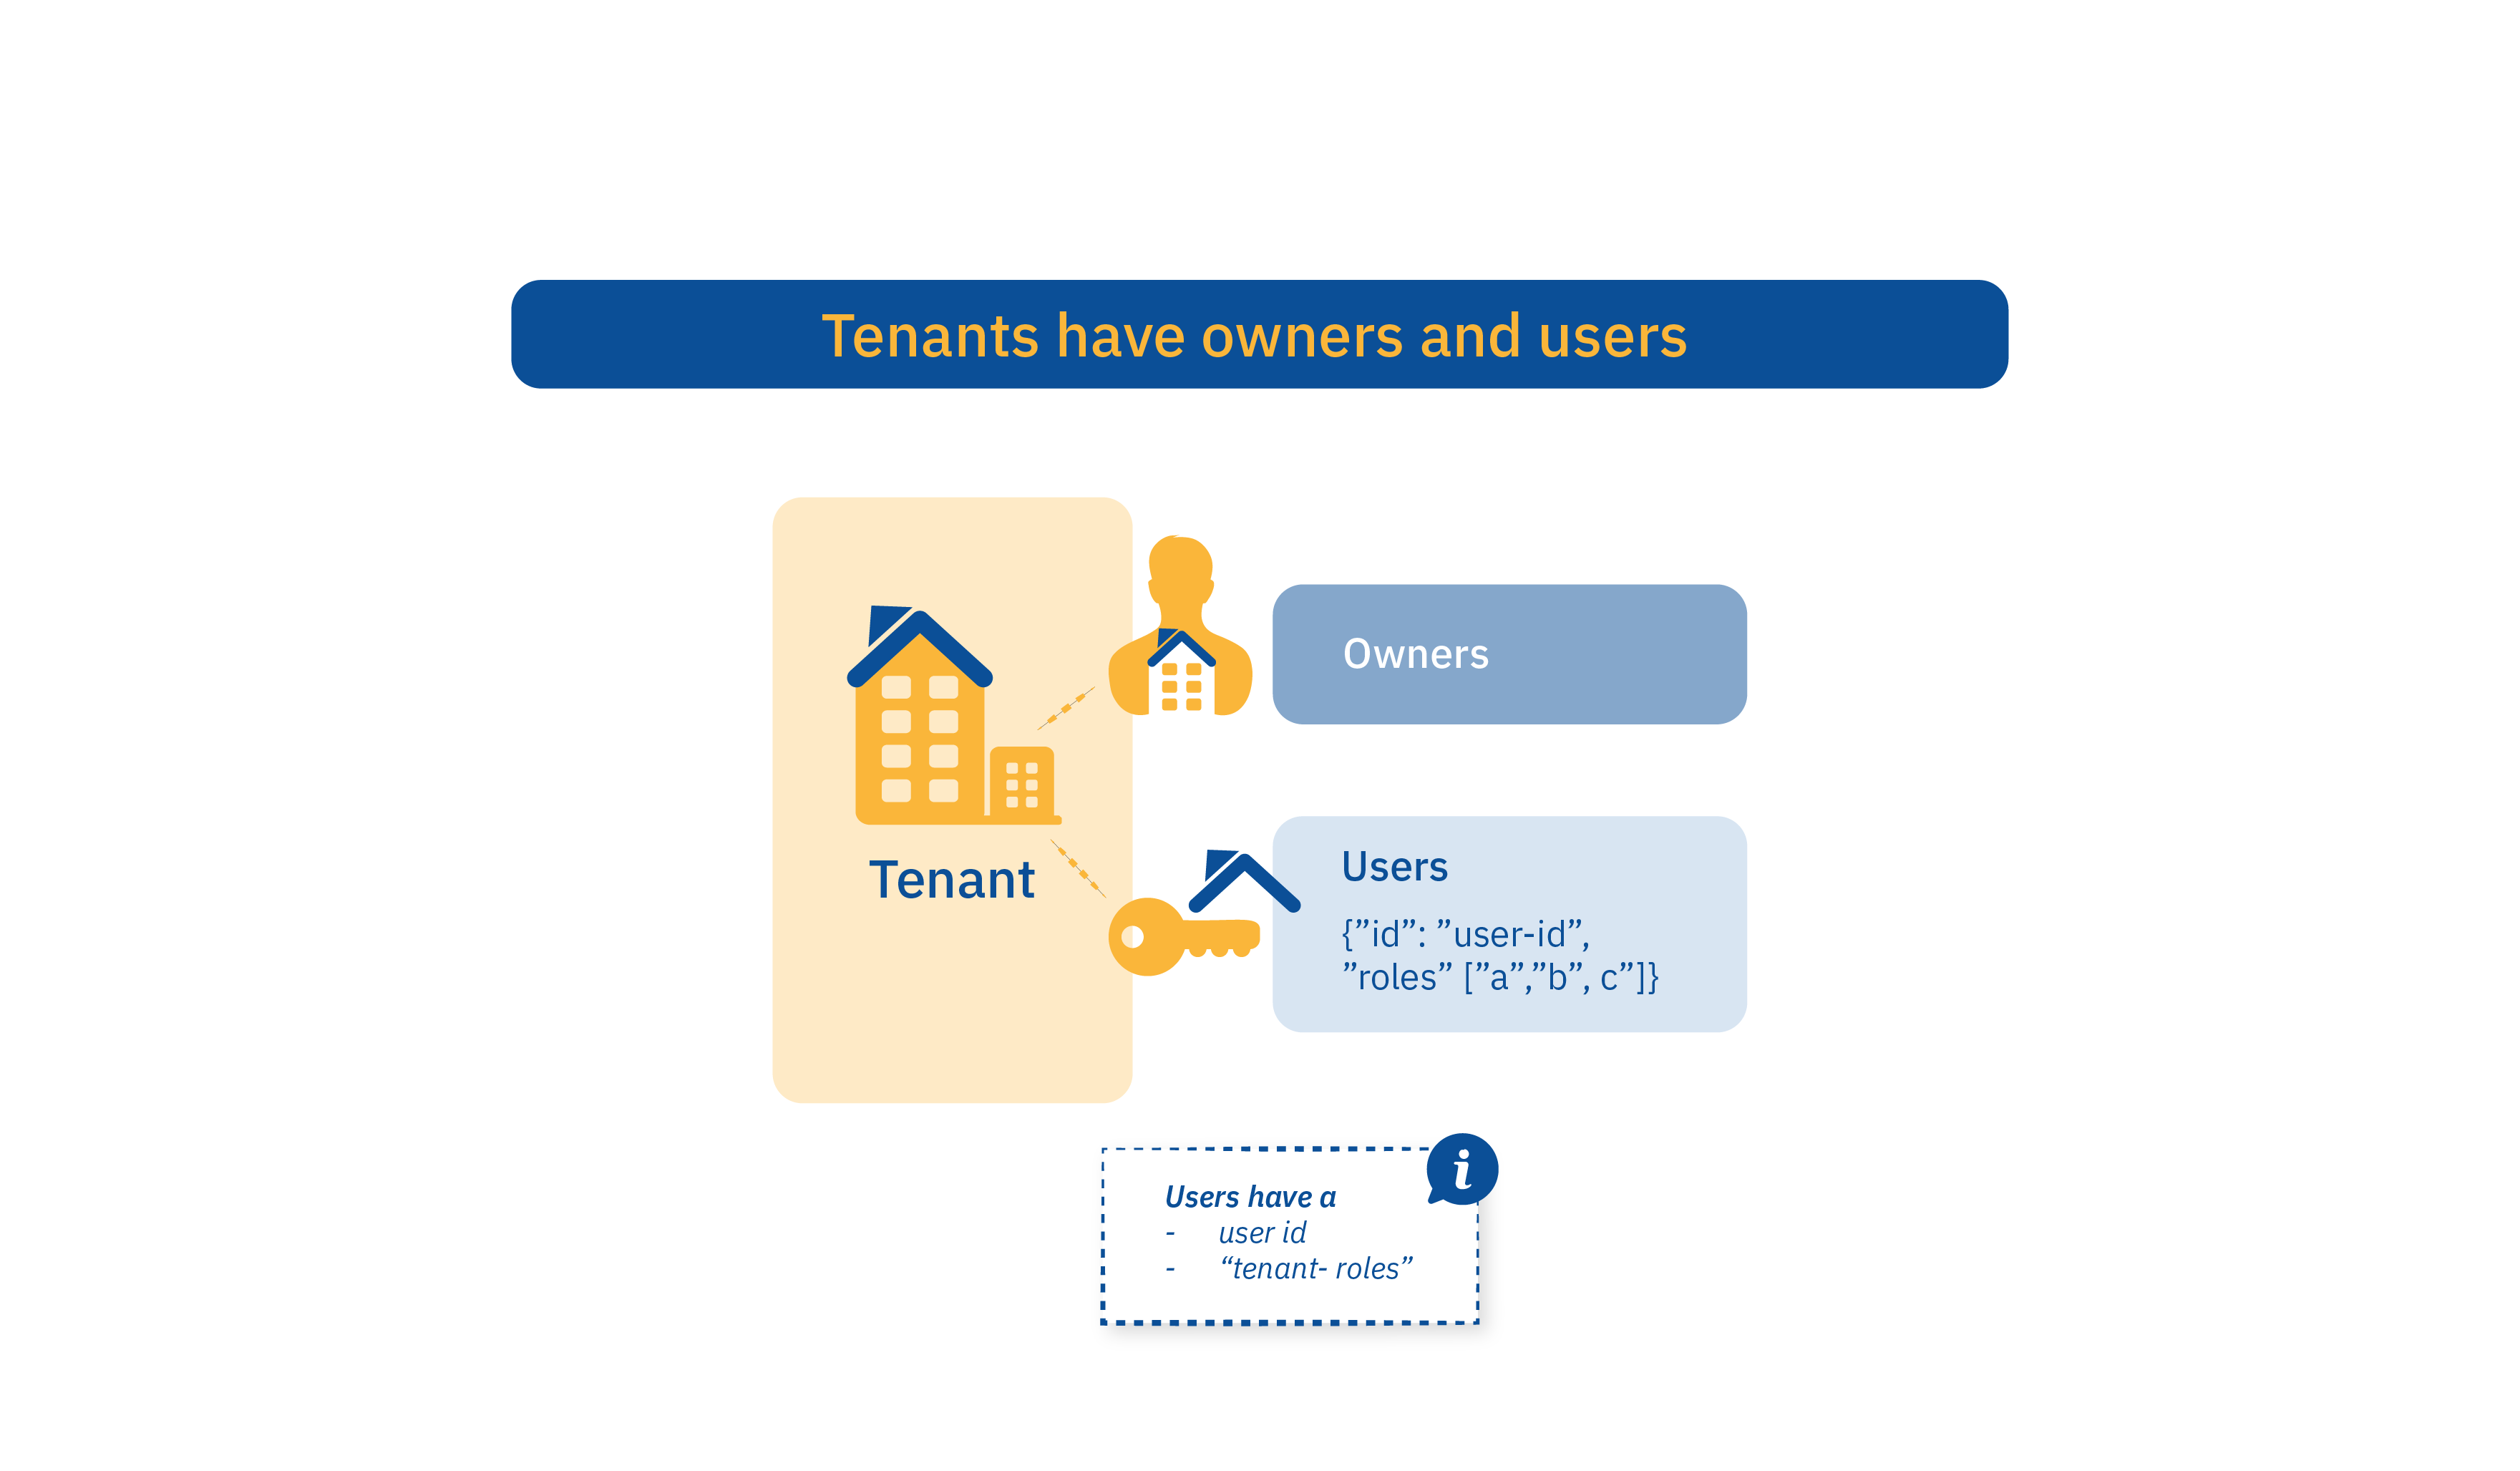 Tenants have owners and users
Tenant
Owners
Users
{”id”: ”user-id”,
”roles” [”a”,”b”, c”]}
Users have a
- user id
- “tenant- roles”
i